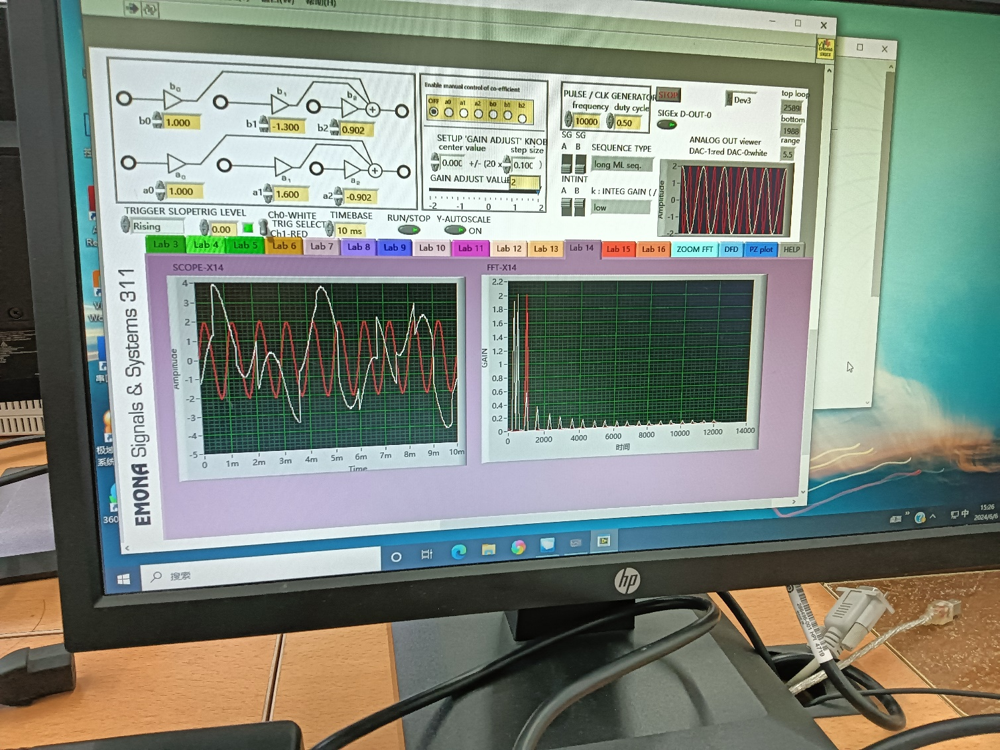 b₀
b₁
b₂
b0 1.000
b1 -1.300
b2 0.902
a₀
a₁
a₂
a0 1.000
a1 1.600
a2 -0.902
Enable manual control of co-efficient
OFF a0 a1 a2 b0 b1 b2
SETUP 'GAIN ADJUST' KNOB
center value
step size
0.000 +/- (20 x 0.100 )
GAIN ADJUST VALUE 2
-2 -1 0 1 2
PULSE / CLK GENERATOR
frequency duty cycle
10000 0.50
STOP
SIGEx D-OUT-0
Dev3
top loop
2589
bottom
1988
range
5.5
SG SG
A B
SEQUENCE TYPE
long ML seq.
INT INT
A B
k : INTEG GAIN ( /
low
ANALOG OUT viewer
DAC-1:red DAC-0:white
Amplitude
2
1
0
-1
-2
EMONA
SIGEX
TRIGGER SLOPE
Rising
TRIG LEVEL
0.00
Ch0-WHITE
TRIG SELECT
Ch1-RED
TIMEBASE
10 ms
RUN/STOP
Y-AUTOSCALE
ON
Lab 3 Lab 4 Lab 5 Lab 6 Lab 7 Lab 8 Lab 9 Lab 10 Lab 11 Lab 12 Lab 13 Lab 14 Lab 15 Lab 16 ZOOM FFT DFD PZ plot HELP
EMONA Signals & Systems 311
SCOPE-X14
Amplitude
4
3
2
1
0
-1
-2
-3
-4
-5
0 1m 2m 3m 4m 5m 6m 7m 8m 9m 10m
Time
FFT-X14
GAIN
2.2
2
1.8
1.6
1.4
1.2
1
0.8
0.6
0.4
0.2
0
0 2000 4000 6000 8000 10000 12000 14000
时间
极域
系统
360
搜索
中
15:26
2024/6/6
hp